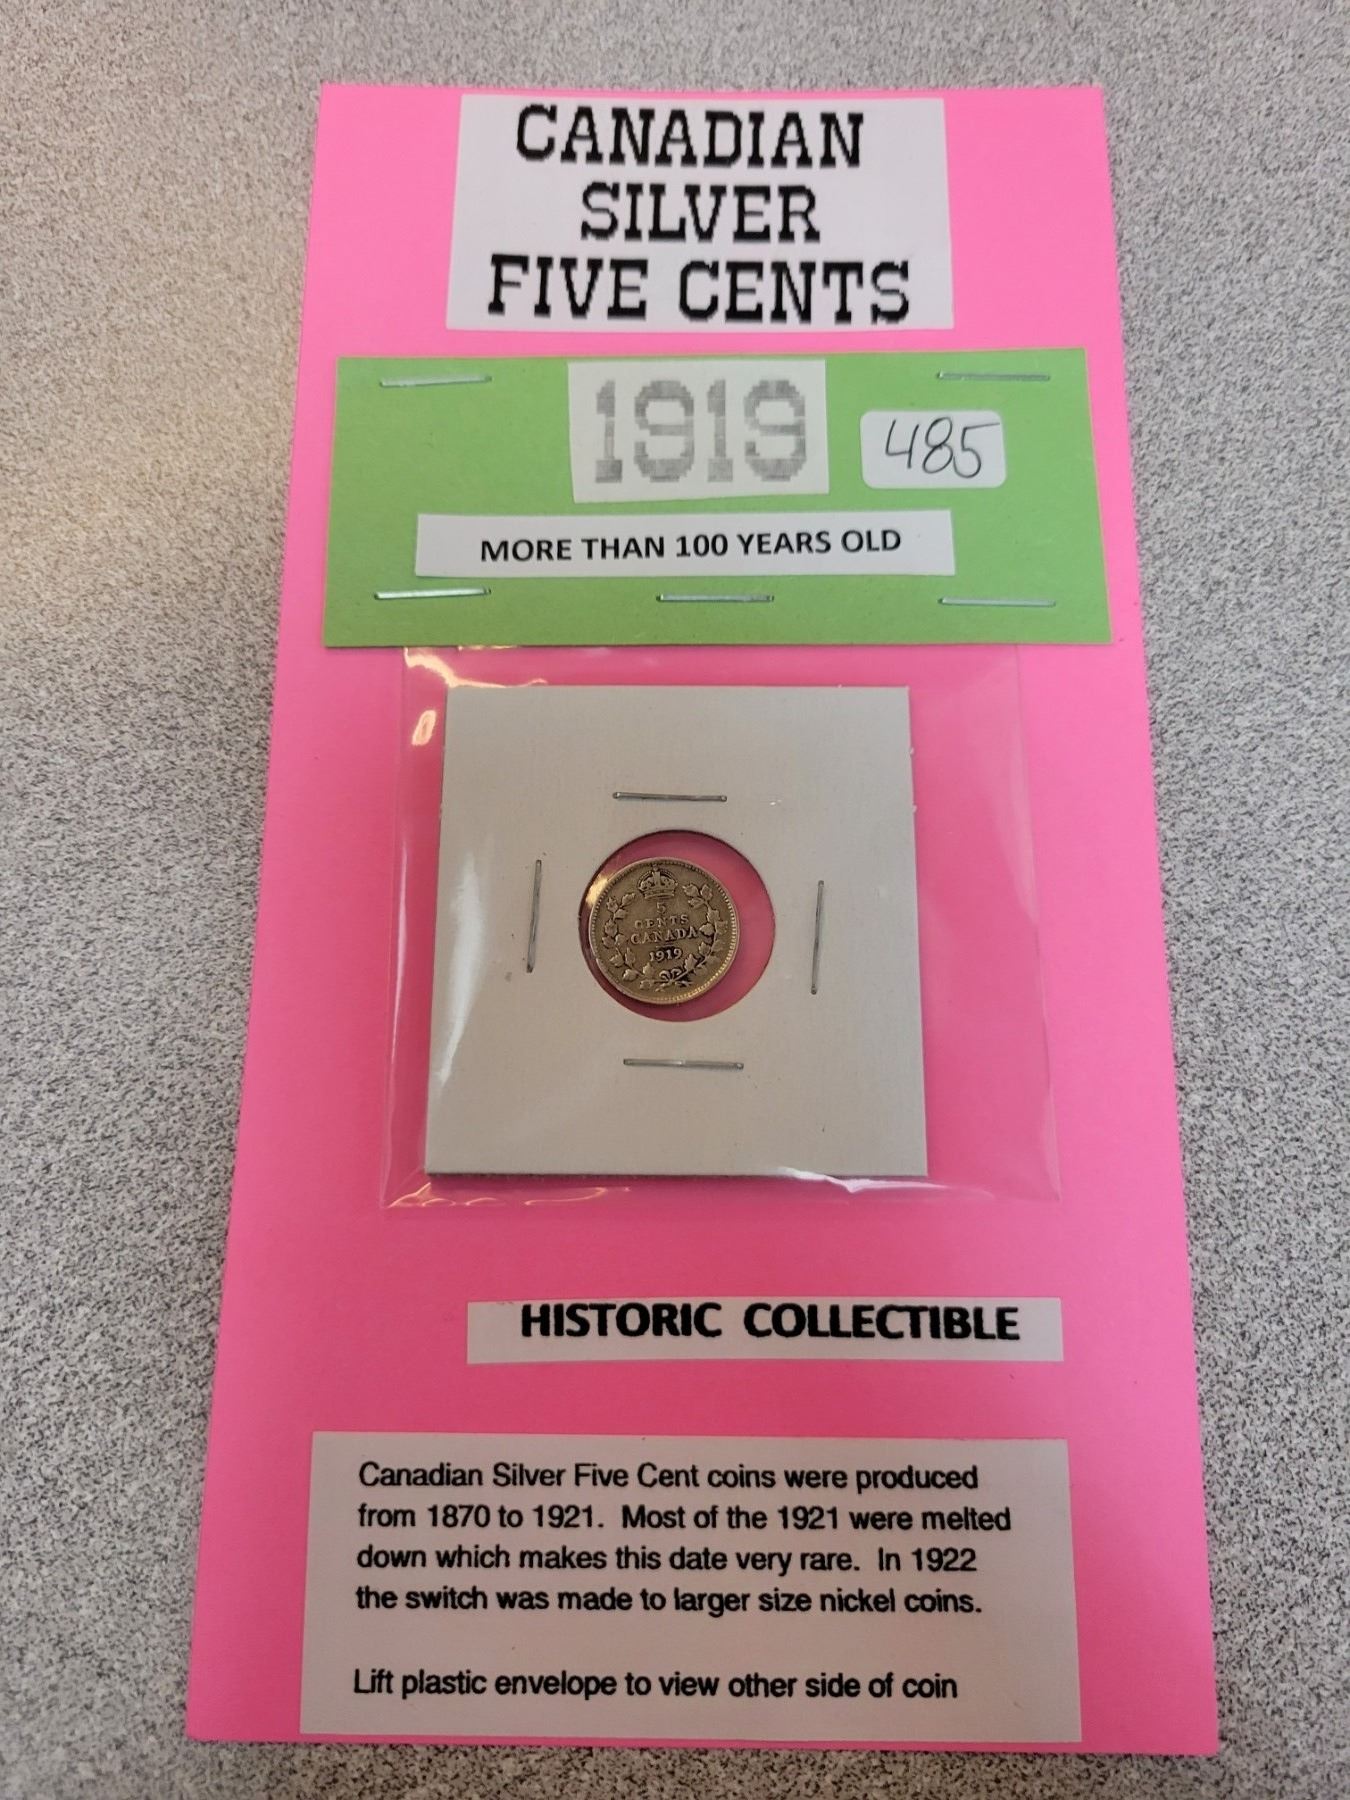 CANADIAN
SILVER
FIVE CENTS
1919
485
MORE THAN 100 YEARS OLD
5
CENTS
CANADA
1919
HISTORIC COLLECTIBLE
Canadian Silver Five Cent coins were produced
from 1870 to 1921. Most of the 1921 were melted
down which makes this date very rare. In 1922
the switch was made to larger size nickel coins.
Lift plastic envelope to view other side of coin